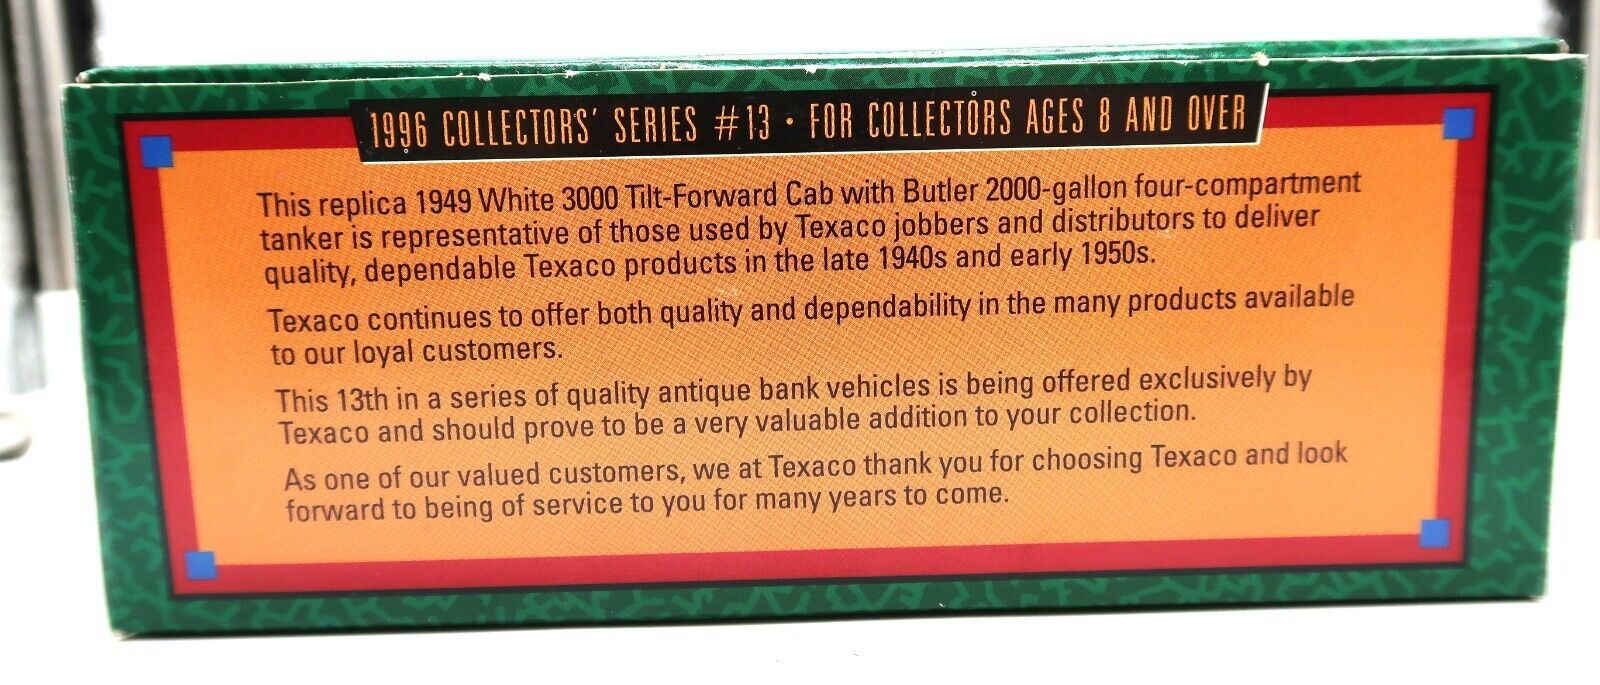 1996 COLLECTORS' SERIES #13 • FOR COLLECTORS AGES 8 AND OVER
This replica 1949 White 3000 Tilt-Forward Cab with Butler 2000-gallon four-compartment
tanker is representative of those used by Texaco jobbers and distributors to deliver
quality, dependable Texaco products in the late 1940s and early 1950s.
Texaco continues to offer both quality and dependability in the many products available
to our loyal customers.
This 13th in a series of quality antique bank vehicles is being offered exclusively by
Texaco and should prove to be a very valuable addition to your collection.
As one of our valued customers, we at Texaco thank you for choosing Texaco and look
forward to being of service to you for many years to come.